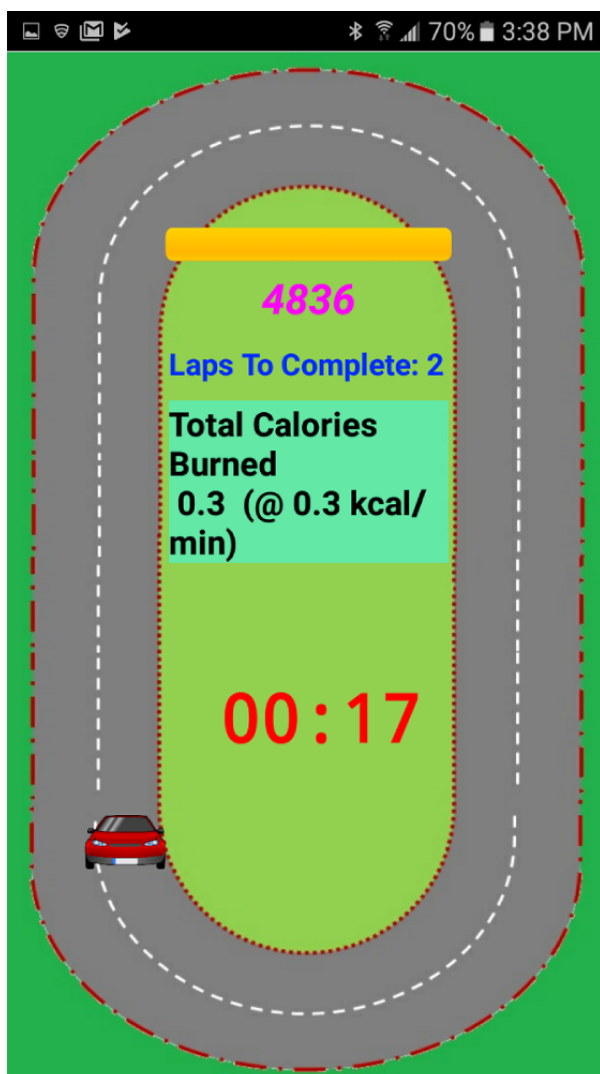 70% 3:38 PM
4836
Laps To Complete: 2
Total Calories
Burned
0.3 (@ 0.3 kcal/
min)
00:17